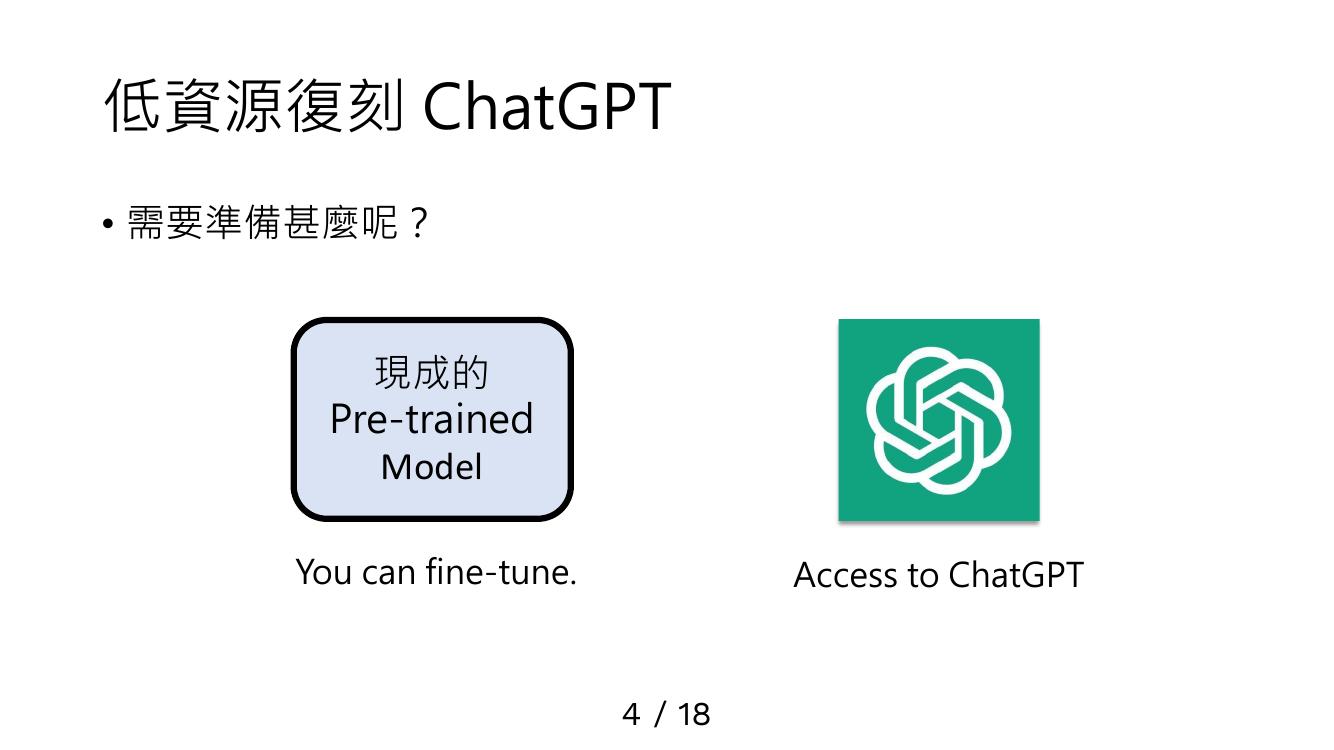 低資源復刻 ChatGPT
• 需要準備甚麼呢？
現成的
Pre-trained
Model
You can fine-tune.
Access to ChatGPT
4 / 18